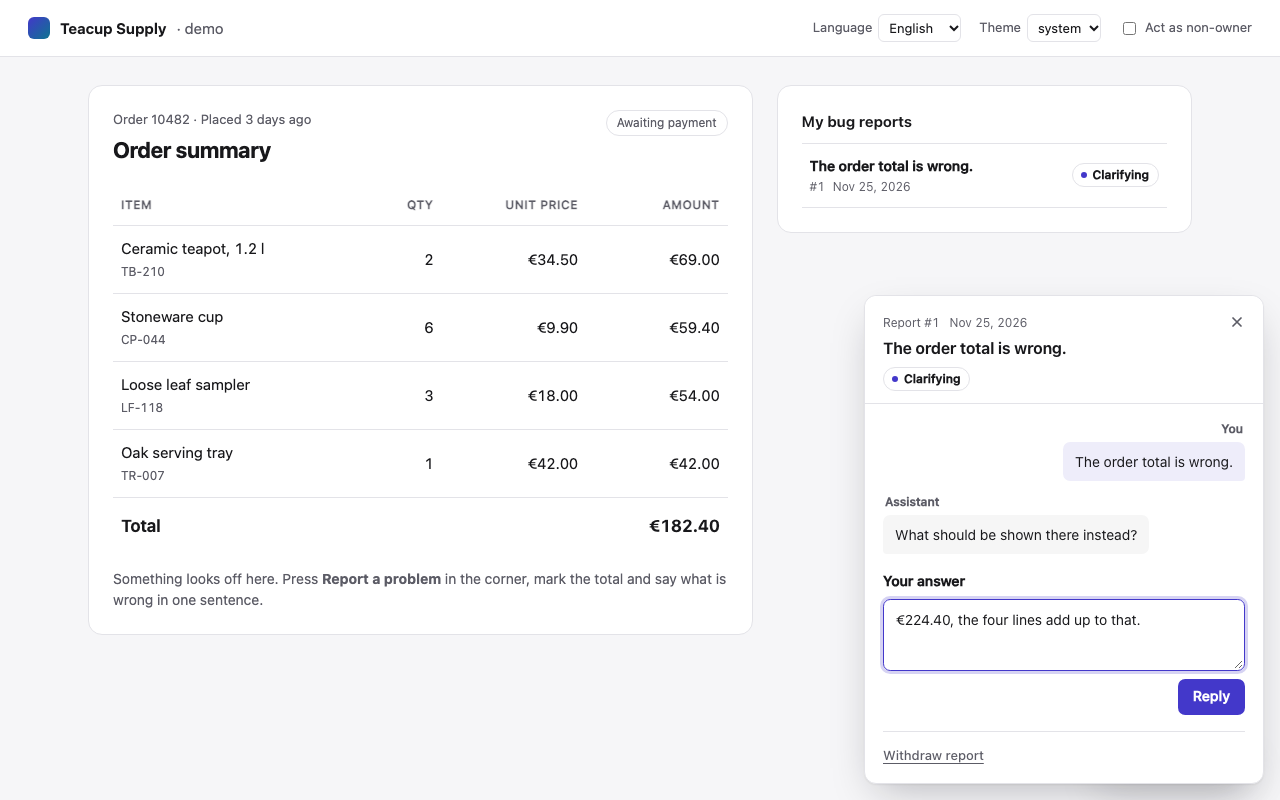 Teacup Supply · demo
Language English Theme system Act as non-owner
Order 10482 · Placed 3 days ago
Awaiting payment
Order summary
ITEM QTY UNIT PRICE AMOUNT
Ceramic teapot, 1.2 l 2 €34.50 €69.00
TB-210
Stoneware cup 6 €9.90 €59.40
CP-044
Loose leaf sampler 3 €18.00 €54.00
LF-118
Oak serving tray 1 €42.00 €42.00
TR-007
Total €182.40
Something looks off here. Press Report a problem in the corner, mark the total and say what is
wrong in one sentence.
My bug reports
The order total is wrong.
#1 Nov 25, 2026
Clarifying
Report #1 Nov 25, 2026
The order total is wrong.
Clarifying
You
The order total is wrong.
Assistant
What should be shown there instead?
Your answer
€224.40, the four lines add up to that.
Reply
Withdraw report